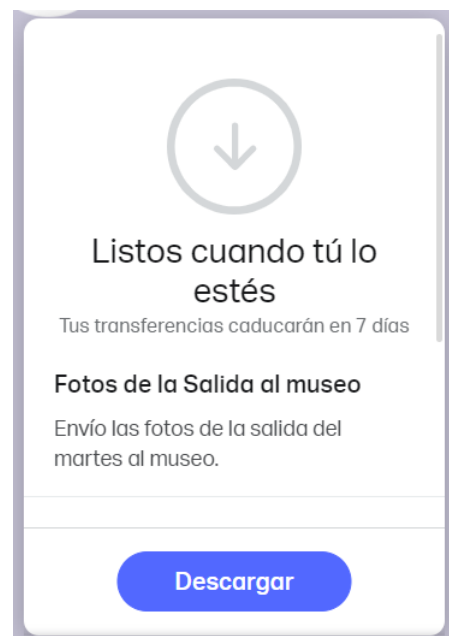 Listos cuando tú lo
estés
Tus transferencias caducarán en 7 días
Fotos de la Salida al museo
Envío las fotos de la salida del
martes al museo.
Descargar